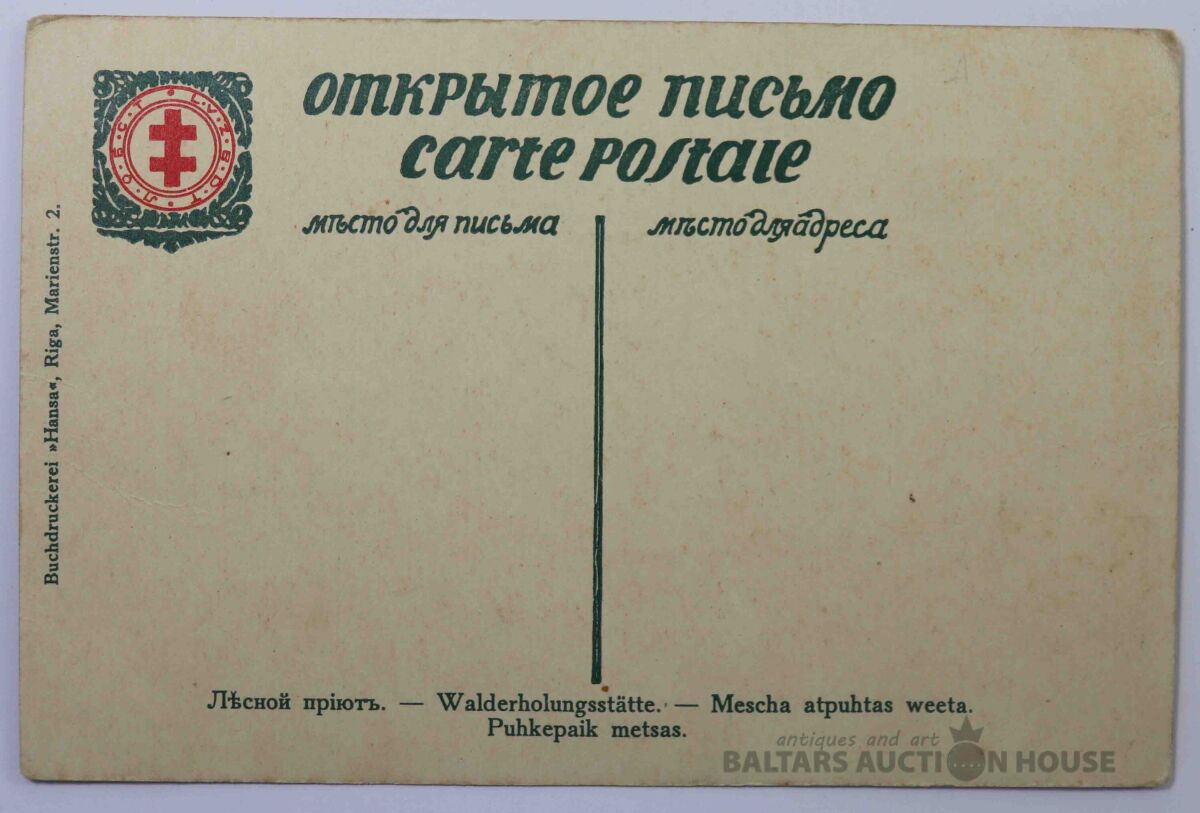 ОТКРЫТОЕ ПИСЬМО
CARTE POSTALE
мѣсто для письма
мѣсто для адреса
Л·О·Б·С·Т·L·V·Z·B·D·T
Buchdruckerei »Hansa«, Riga, Marienstr. 2.
Лѣсной пріютъ. — Walderholungsstätte. — Mescha atpuhtas weeta.
Puhkepaik metsas.
antiques and art
BALTARS AUCTION HOUSE